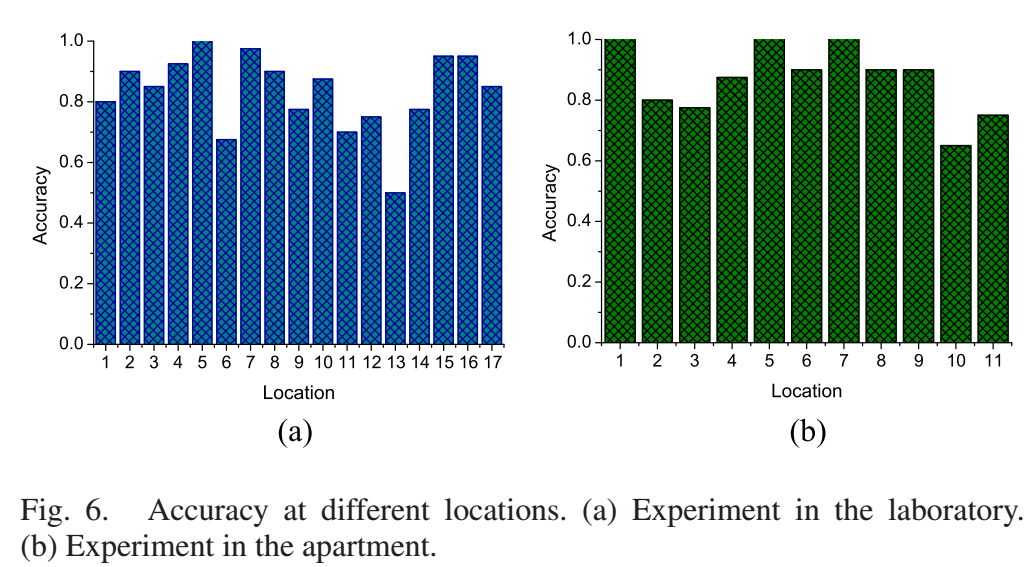 1.0
0.8
0.6
0.4
0.2
0.0
Accuracy
1 2 3 4 5 6 7 8 9 10 11 12 13 14 15 16 17
Location
(a)
1.0
0.8
0.6
0.4
0.2
0.0
Accuracy
1 2 3 4 5 6 7 8 9 10 11
Location
(b)
Fig. 6. Accuracy at different locations. (a) Experiment in the laboratory.
(b) Experiment in the apartment.